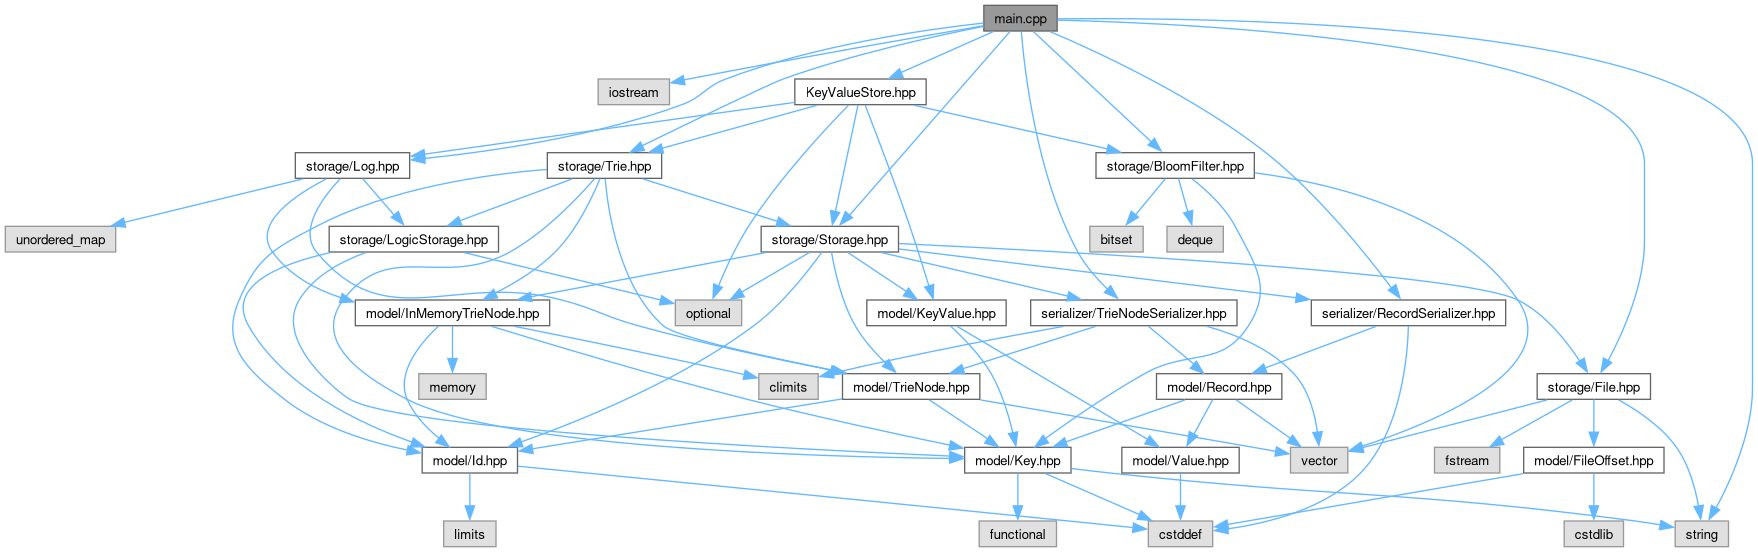 main.cpp
iostream
KeyValueStore.hpp
storage/Log.hpp
storage/Trie.hpp
storage/BloomFilter.hpp
unordered_map
storage/LogicStorage.hpp
storage/Storage.hpp
bitset
deque
model/InMemoryTrieNode.hpp
optional
model/KeyValue.hpp
serializer/TrieNodeSerializer.hpp
serializer/RecordSerializer.hpp
memory
climits
model/TrieNode.hpp
model/Record.hpp
storage/File.hpp
model/Id.hpp
model/Key.hpp
model/Value.hpp
vector
fstream
model/FileOffset.hpp
limits
functional
cstddef
cstdlib
string